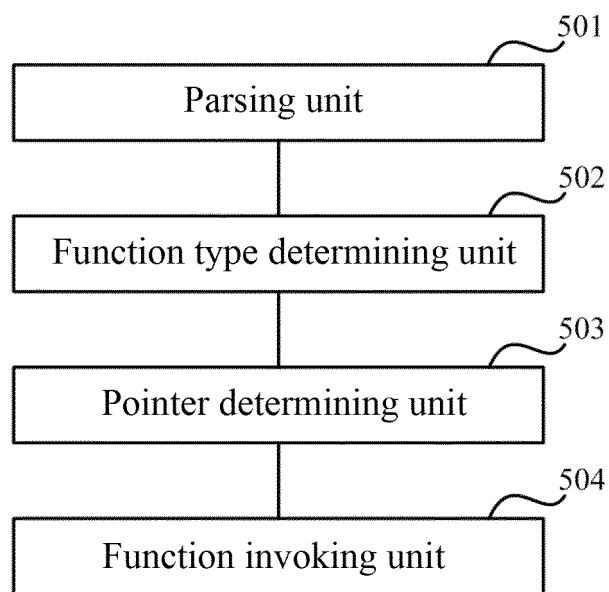 501
Parsing unit
502
Function type determining unit
503
Pointer determining unit
504
Function invoking unit